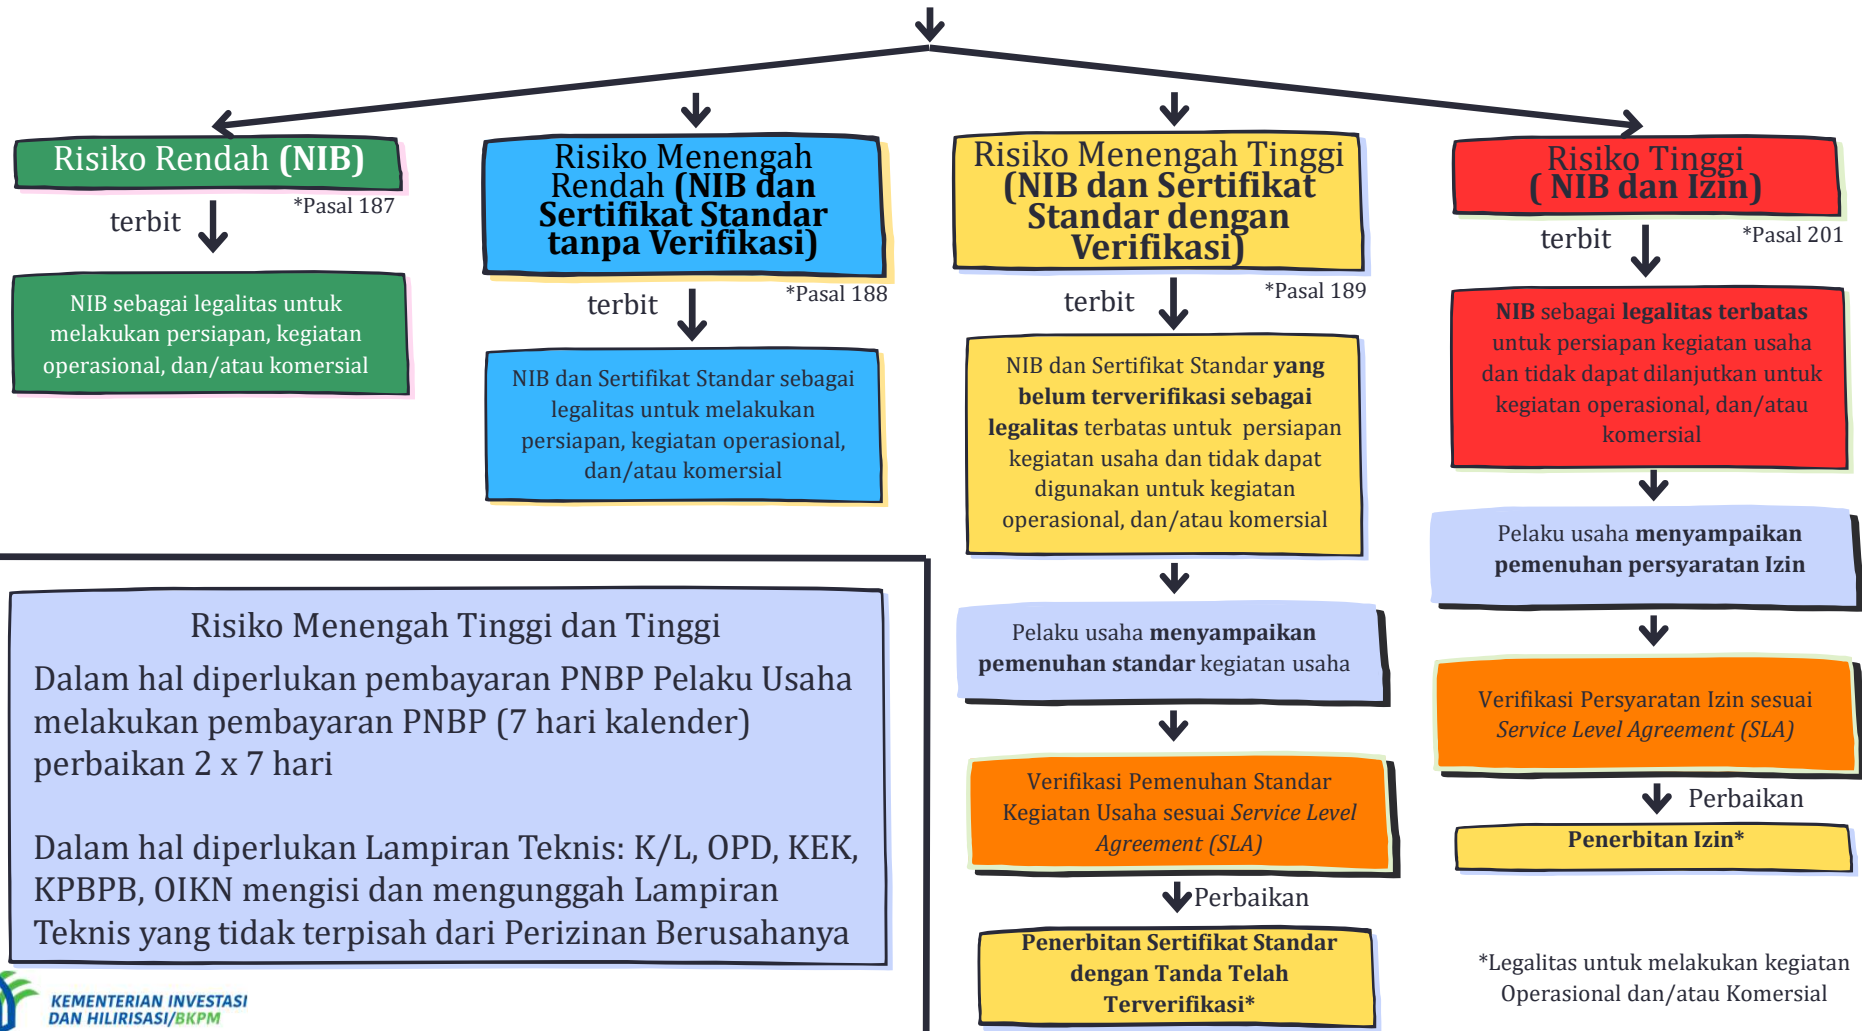 Risiko Rendah (NIB)
*Pasal 187
terbit
NIB sebagai legalitas untuk
melakukan persiapan, kegiatan
operasional, dan/atau komersial
Risiko Menengah
Rendah (NIB dan
Sertifikat Standar
tanpa Verifikasi)
*Pasal 188
terbit
NIB dan Sertifikat Standar sebagai
legalitas untuk melakukan
persiapan, kegiatan operasional,
dan/atau komersial
Risiko Menengah Tinggi
(NIB dan Sertifikat
Standar dengan
Verifikasi)
*Pasal 189
terbit
NIB dan Sertifikat Standar yang
belum terverifikasi sebagai
legalitas terbatas untuk persiapan
kegiatan usaha dan tidak dapat
digunakan untuk kegiatan
operasional, dan/atau komersial
Pelaku usaha menyampaikan
pemenuhan standar kegiatan usaha
Verifikasi Pemenuhan Standar
Kegiatan Usaha sesuai Service Level
Agreement (SLA)
Perbaikan
Penerbitan Sertifikat Standar
dengan Tanda Telah
Terverifikasi*
Risiko Tinggi
( NIB dan Izin)
*Pasal 201
terbit
NIB sebagai legalitas terbatas
untuk persiapan kegiatan usaha
dan tidak dapat dilanjutkan untuk
kegiatan operasional, dan/atau
komersial
Pelaku usaha menyampaikan
pemenuhan persyaratan Izin
Verifikasi Persyaratan Izin sesuai
Service Level Agreement (SLA)
Perbaikan
Penerbitan Izin*
*Legalitas untuk melakukan kegiatan
Operasional dan/atau Komersial
Risiko Menengah Tinggi dan Tinggi
Dalam hal diperlukan pembayaran PNBP Pelaku Usaha
melakukan pembayaran PNBP (7 hari kalender)
perbaikan 2 x 7 hari
Dalam hal diperlukan Lampiran Teknis: K/L, OPD, KEK,
KPBPB, OIKN mengisi dan mengunggah Lampiran
Teknis yang tidak terpisah dari Perizinan Berusahanya
KEMENTERIAN INVESTASI
DAN HILIRISASI/BKPM